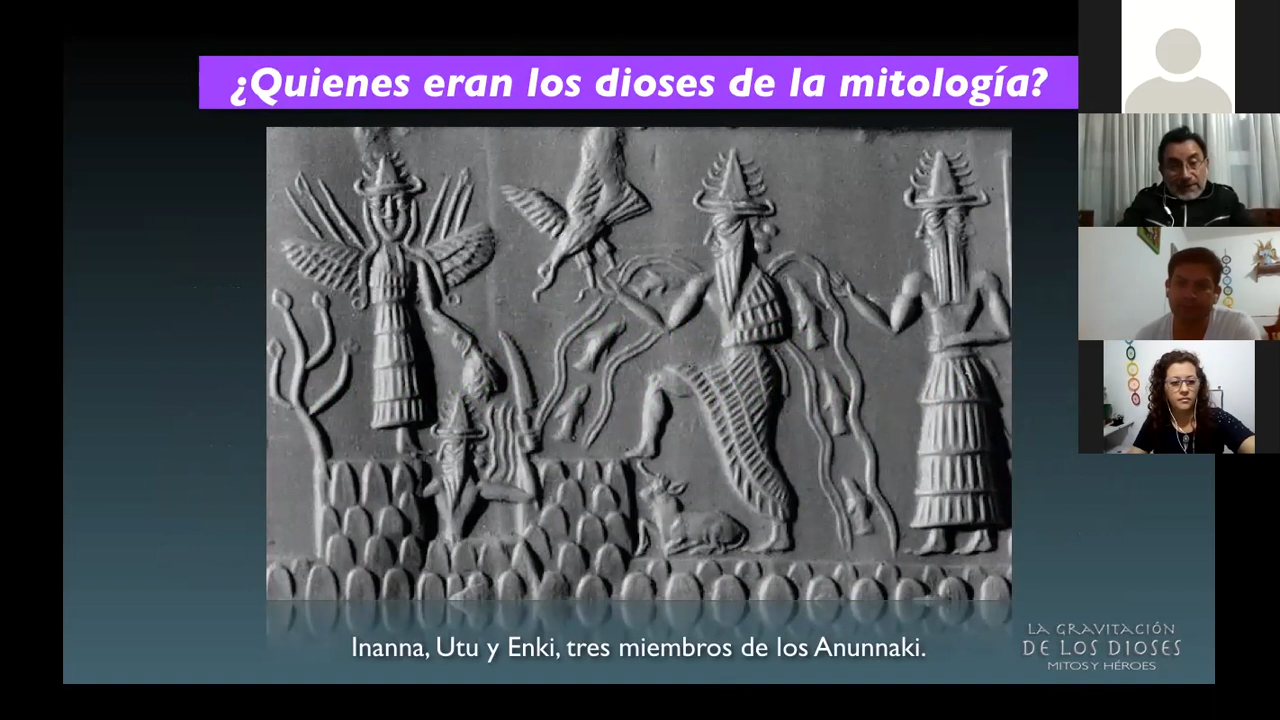 ¿Quienes eran los dioses de la mitología?
Inanna, Utu y Enki, tres miembros de los Anunnaki.
LA GRAVITACIÓN
DE LOS DIOSES
MITOS Y HÉROES